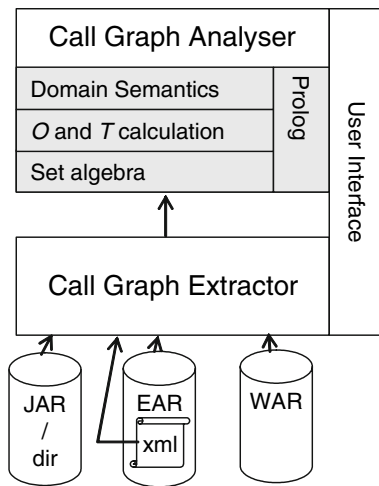 Call Graph Analyser
Domain Semantics
O and T calculation
Set algebra
Prolog
User Interface
Call Graph Extractor
JAR
/
dir
EAR
xml
WAR